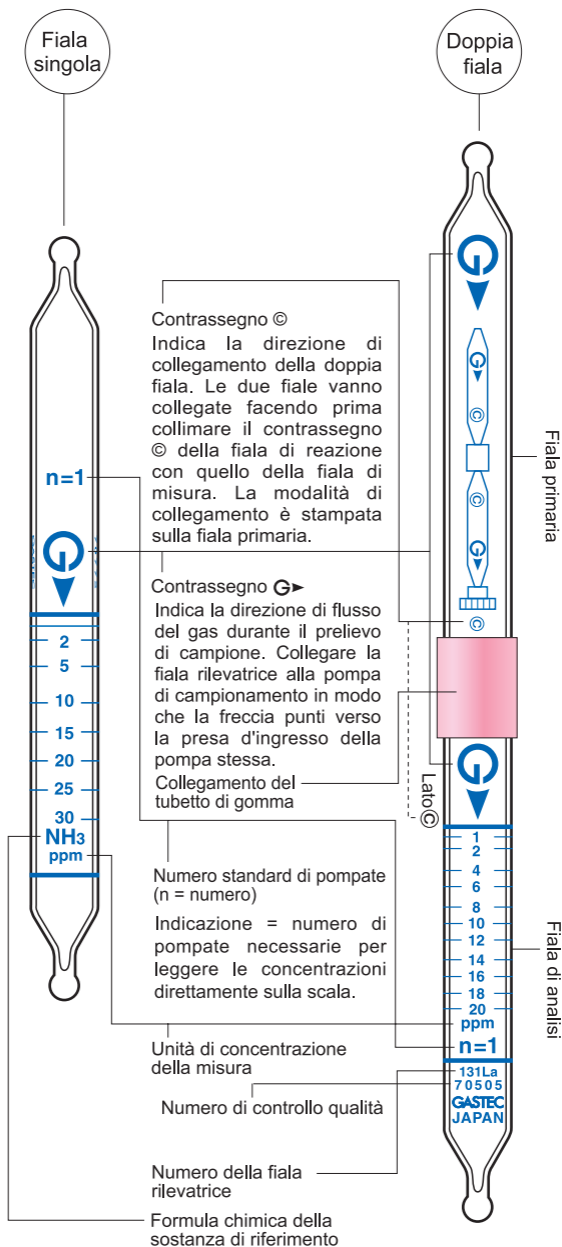 Fiala
singola
Doppia
fiala
n=1
G
2
5
10
15
20
25
30
NH3
ppm
Contrassegno ©
Indica la direzione di
collegamento della doppia
fiala. Le due fiale vanno
collegate facendo prima
collimare il contrassegno
© della fiala di reazione
con quello della fiala di
misura. La modalità di
collegamento è stampata
sulla fiala primaria.
Contrassegno G►
Indica la direzione di flusso
del gas durante il prelievo
di campione. Collegare la
fiala rilevatrice alla pompa
di campionamento in modo
che la freccia punti verso
la presa d'ingresso della
pompa stessa.
Collegamento del
tubetto di gomma
Numero standard di pompate
(n = numero)
Indicazione = numero di
pompate necessarie per
leggere le concentrazioni
direttamente sulla scala.
Unità di concentrazione
della misura
Numero di controllo qualità
Numero della fiala
rilevatrice
Formula chimica della
sostanza di riferimento
G
G
©
©
G
©
Fiala primaria
Lato ©
G
1
2
4
6
8
10
12
14
16
18
20
ppm
n=1
131La
70505
GASTEC
JAPAN
Fiala di analisi